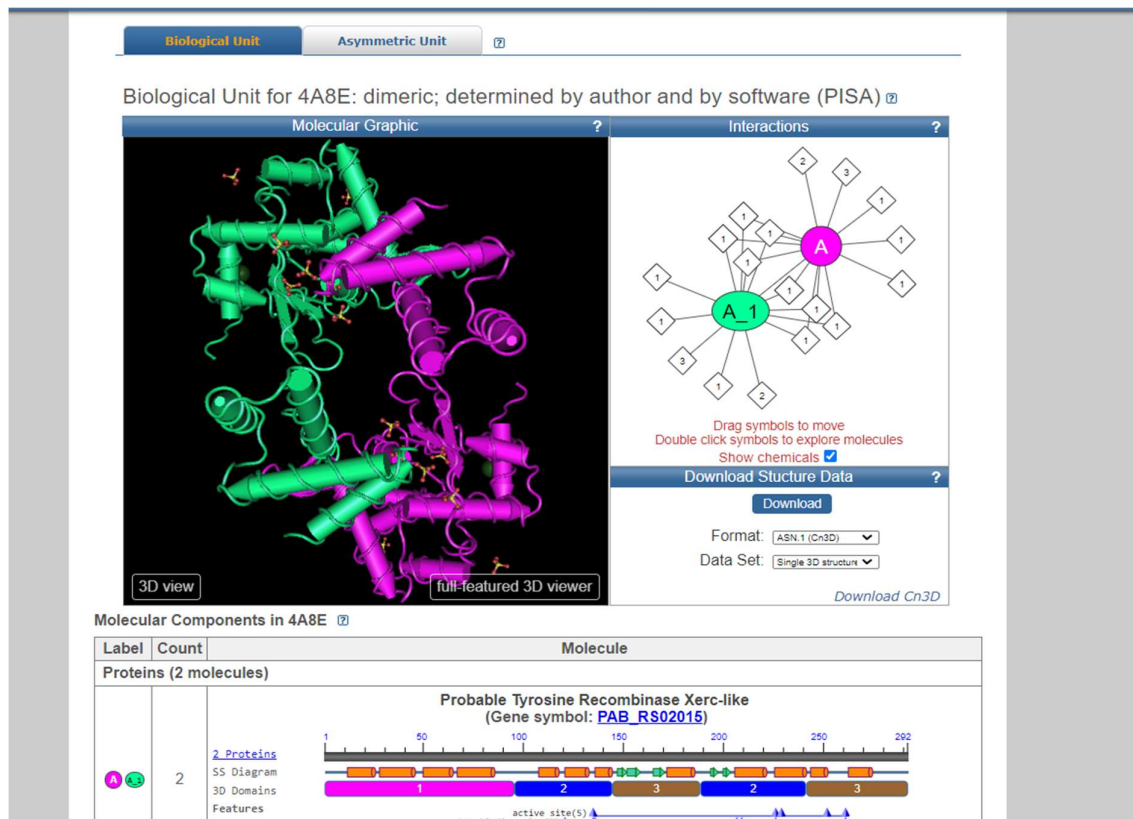 Biological Unit
Asymmetric Unit
?
Biological Unit for 4A8E: dimeric; determined by author and by software (PISA) ?
Molecular Graphic ?
3D view
full-featured 3D viewer
Interactions ?
2
3
1
1
1
1
1
1
1
A
A_1
1
1
1
1
1
1
3
1
2
Drag symbols to move
Double click symbols to explore molecules
Show chemicals
Download Stucture Data ?
Download
Format: ASN.1 (Cn3D)
Data Set: Single 3D structure
Download Cn3D
Molecular Components in 4A8E ?
Label Count Molecule
Proteins (2 molecules)
A A_1 2
Probable Tyrosine Recombinase Xerc-like
(Gene symbol: PAB_RS02015)
1 50 100 150 200 250 292
2 Proteins
SS Diagram
3D Domains 1 2 3 2 3
Features
active site(5)